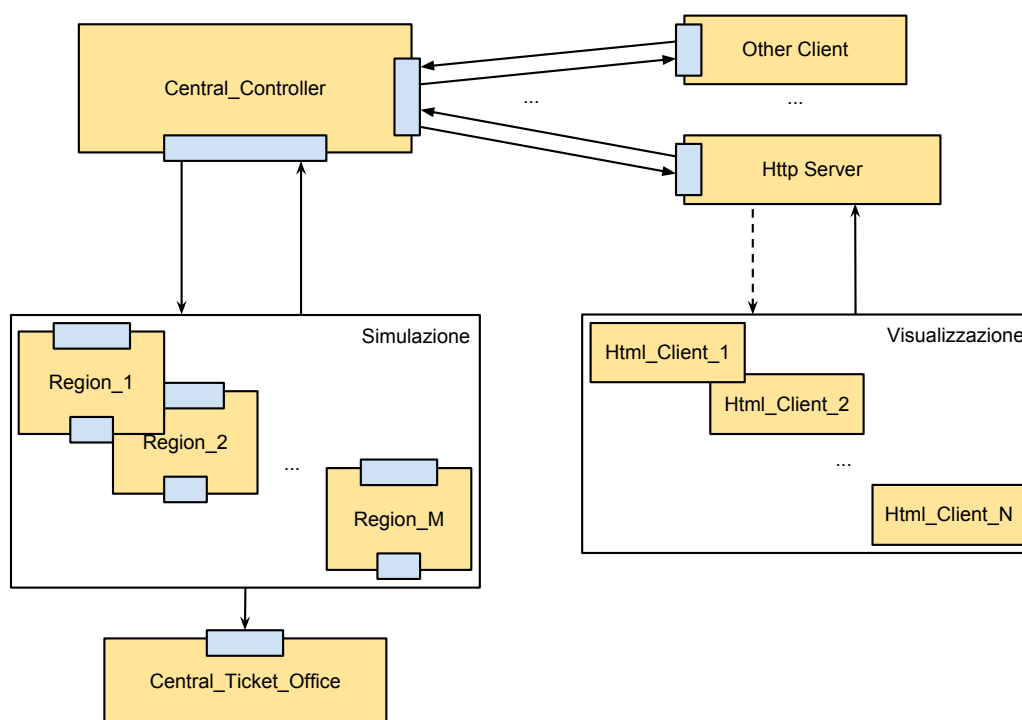 Other Client
Central_Controller
...
...
Http Server
Simulazione
Visualizzazione
Region_1
Html_Client_1
Region_2
Html_Client_2
...
...
Region_M
Html_Client_N
Central_Ticket_Office